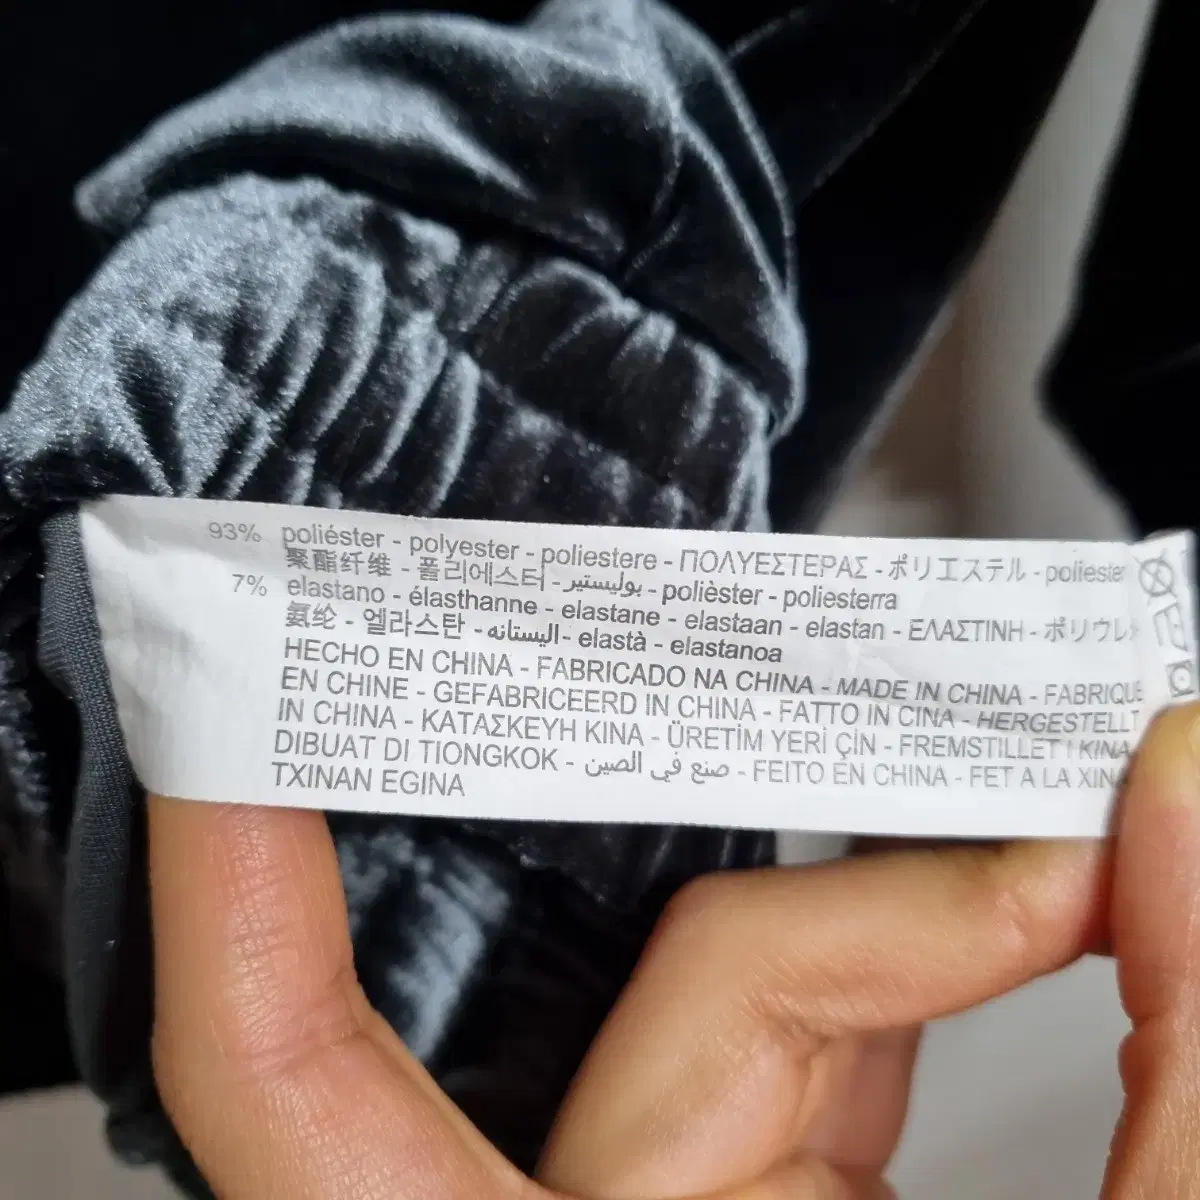 93% poliéster - polyester - poliestere - ΠΟΛΥΕΣΤΕΡΑΣ - ポリエステル - poliester
聚酯纤维 - 폴리에스터 - بوليستير - polièster - poliesterra
7% elastano - élasthanne - elastane - elastaan - elastan - ΕΛΑΣΤΙΝΗ - ポリウレ
氨纶 - 엘라스탄 - اليستانه - elastà - elastanoa
HECHO EN CHINA - FABRICADO NA CHINA - MADE IN CHINA - FABRIQUÉ
EN CHINE - GEFABRICEERD IN CHINA - FATTO IN CINA - HERGESTELLT
IN CHINA - ΚΑΤΑΣΚΕΥΗ ΚΙΝΑ - ÜRETİM YERİ ÇİN - FREMSTILLET I KINA
DIBUAT DI TIONGKOK - صنع في الصين - FEITO EN CHINA - FET A LA XINA
TXINAN EGINA